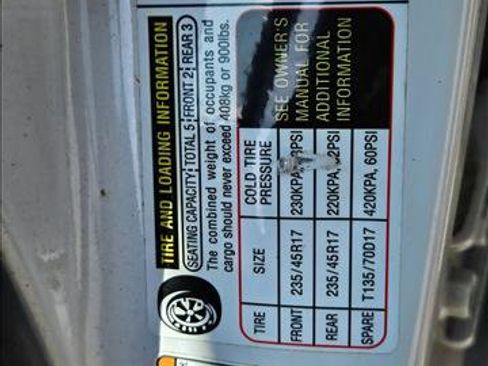 TIRE AND LOADING INFORMATION
SEATING CAPACITY TOTAL 5 FRONT 2 REAR 3
The combined weight of occupants and
cargo should never exceed 408kg or 900lbs.
TIRE SIZE COLD TIRE PRESSURE
FRONT 235/45R17 230KPA,
REAR 235/45R17 220KPA,
SPARE T135/70D17 420KPA, 60PSI
SEE OWNER'S
MANUAL FOR
ADDITIONAL
INFORMATION